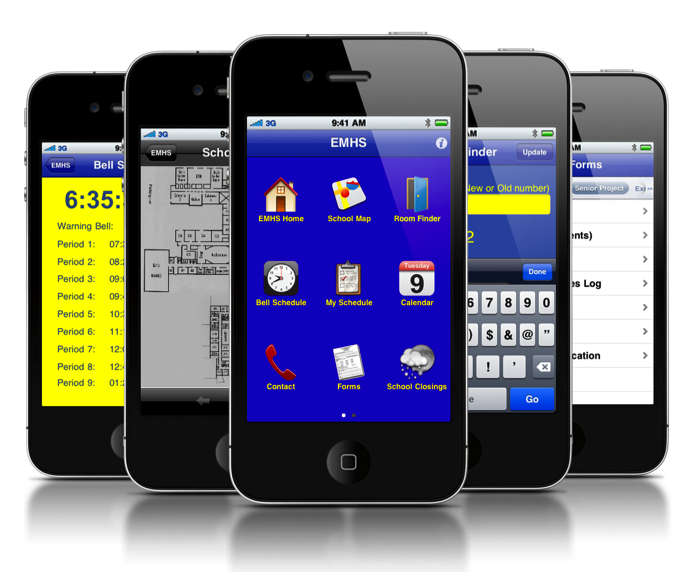 3G
9:
EMHS
Bell S
6:35:
Warning Bell:
Period 1: 07:
Period 2: 08:
Period 3: 09:
Period 4: 09:
Period 5: 10:
Period 6: 11:
Period 7: 12:
Period 8: 12:
Period 9: 01:
3G
9:
EMHS
Scho
3G
9:41 AM
EMHS
EMHS Home
School Map
Room Finder
Bell Schedule
My Schedule
Tuesday
9
Calendar
Contact
Forms
School Closings
AM
inder
Update
New or Old number)
2
Done
6 7 8 9 0
) $ & @ "
! '
e
Go
Forms
Senior Project
ents)
es Log
ication